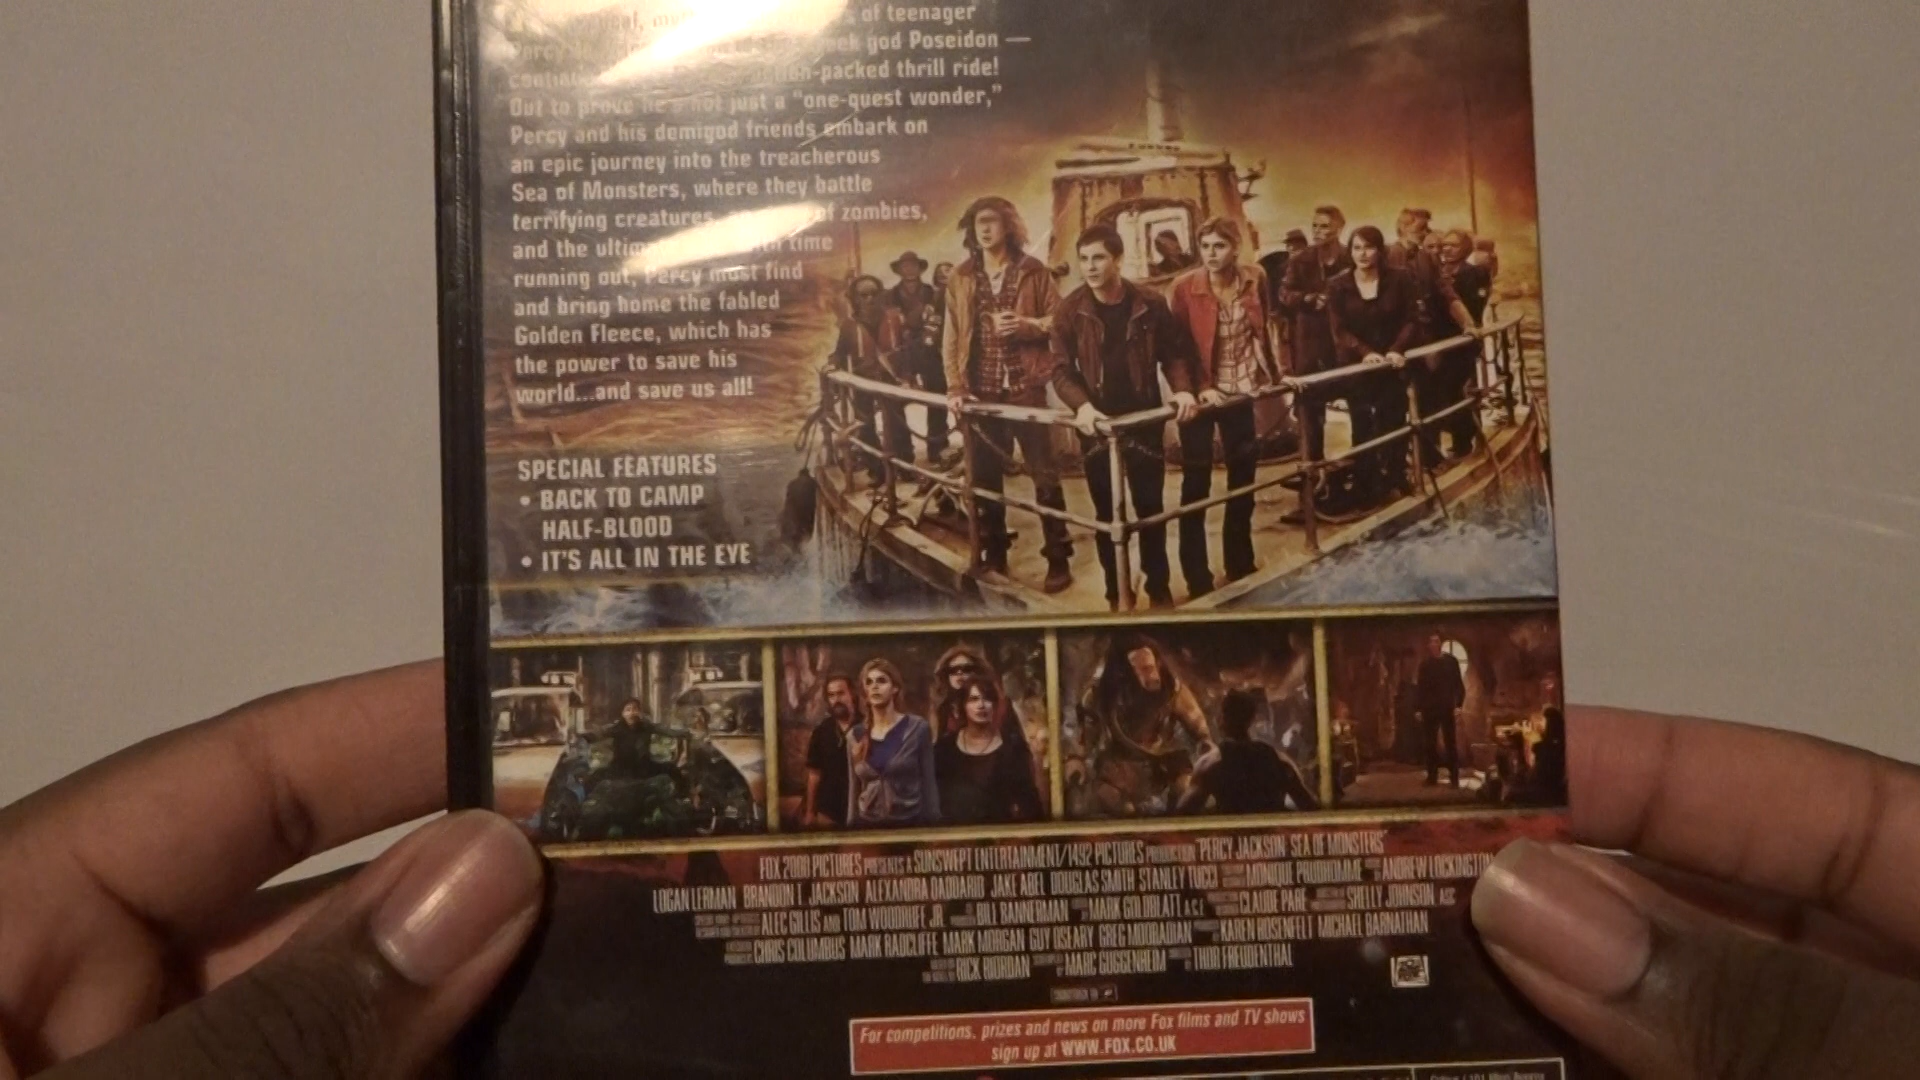 of teenager
god Poseidon —
-packed thrill ride!
Out to prove he's not just a "one-quest wonder,"
Percy and his demigod friends embark on
an epic journey into the treacherous
Sea of Monsters, where they battle
terrifying creatures, of zombies,
and the time
running out, Percy must find
and bring home the fabled
Golden Fleece, which has
the power to save his
world...and save us all!
SPECIAL FEATURES
• BACK TO CAMP
HALF-BLOOD
• IT'S ALL IN THE EYE
FOX 2000 PICTURES PRESENTS A SUNSWEPT ENTERTAINMENT/1492 PICTURES PRODUCTION "PERCY JACKSON SEA OF MONSTERS"
LOGAN LERMAN BRANDON T. JACKSON ALEXANDRA DADDARIO JAKE ABEL DOUGLAS SMITH STANLEY TUCCI MONIQUE PRUDHOMME ANDREW LOCKINGTON
ALEC GILLIS AND TOM WOODRUFF, JR. BILL BANNERMAN MARK GOLDBLATT A.C.E. CLAUDE PARÉ SHELLY JOHNSON, ASC
CHRIS COLUMBUS MARK RADCLIFFE MARK MORGAN GUY OSEARY GREG MOORADIAN KAREN ROSENFELT MICHAEL BARNATHAN
RICK RIORDAN MARC GUGGENHEIM THOR FREUDENTHAL
For competitions, prizes and news on more Fox films and TV shows
sign up at WWW.FOX.CO.UK